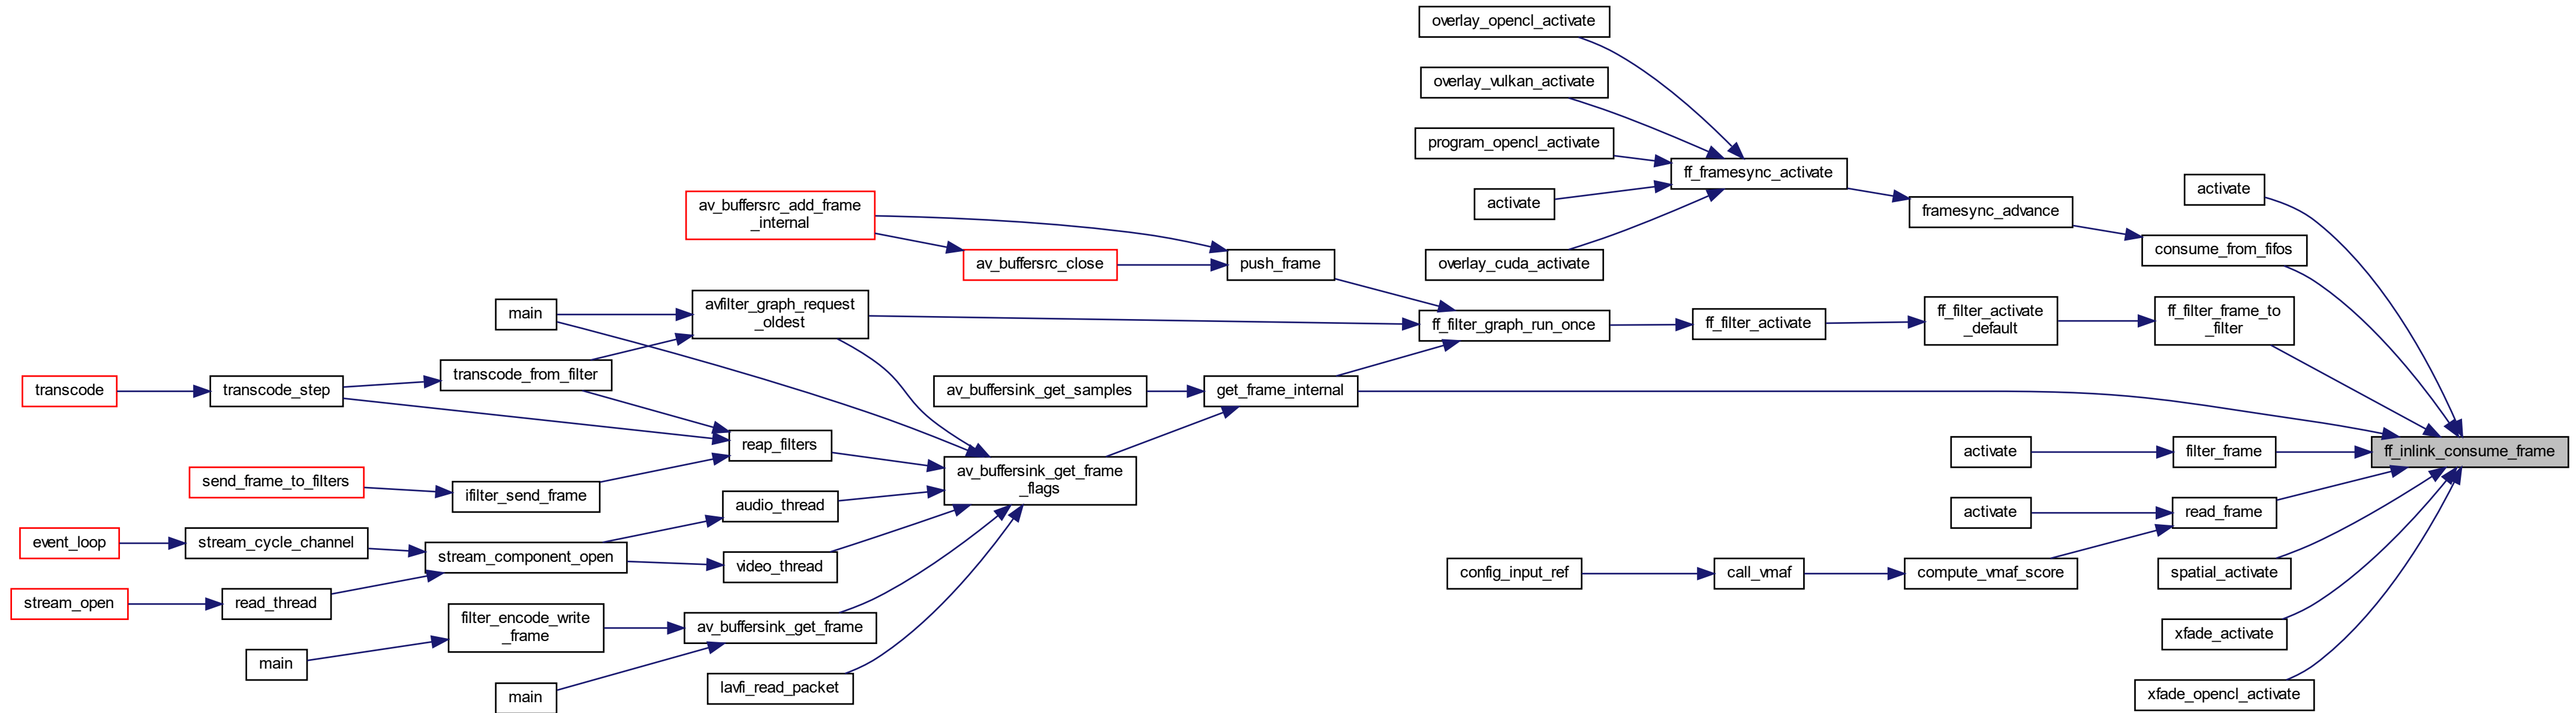 overlay_opencl_activate
overlay_vulkan_activate
program_opencl_activate
ff_framesync_activate
activate
activate
av_buffersrc_add_frame
_internal
framesync_advance
consume_from_fifos
av_buffersrc_close
push_frame
overlay_cuda_activate
main
avfilter_graph_request
_oldest
ff_filter_graph_run_once
ff_filter_activate
ff_filter_activate
_default
ff_filter_frame_to
_filter
transcode
transcode_step
transcode_from_filter
av_buffersink_get_samples
get_frame_internal
reap_filters
activate
filter_frame
ff_inlink_consume_frame
send_frame_to_filters
ifilter_send_frame
av_buffersink_get_frame
_flags
audio_thread
activate
read_frame
event_loop
stream_cycle_channel
stream_component_open
video_thread
config_input_ref
call_vmaf
compute_vmaf_score
spatial_activate
stream_open
read_thread
filter_encode_write
_frame
av_buffersink_get_frame
xfade_activate
main
main
lavfi_read_packet
xfade_opencl_activate